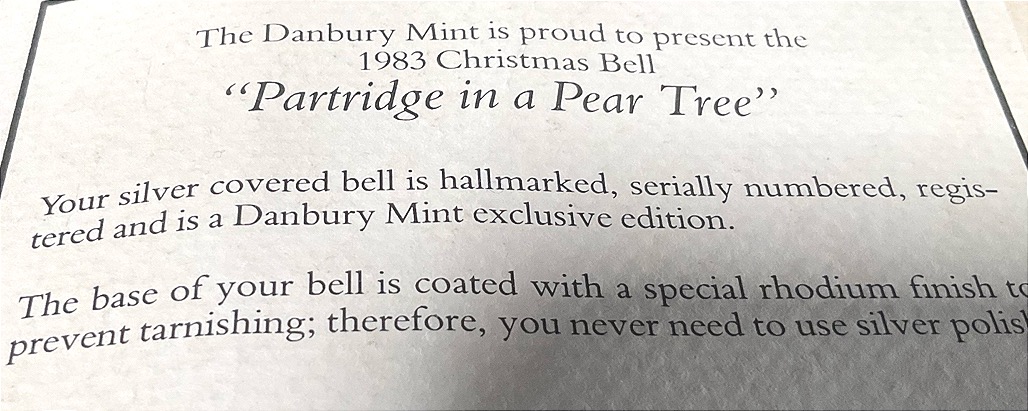 The Danbury Mint is proud to present the
1983 Christmas Bell
“Partridge in a Pear Tree”
Your silver covered bell is hallmarked, serially numbered, regis-
tered and is a Danbury Mint exclusive edition.
The base of your bell is coated with a special rhodium finish to
prevent tarnishing; therefore, you never need to use silver polish